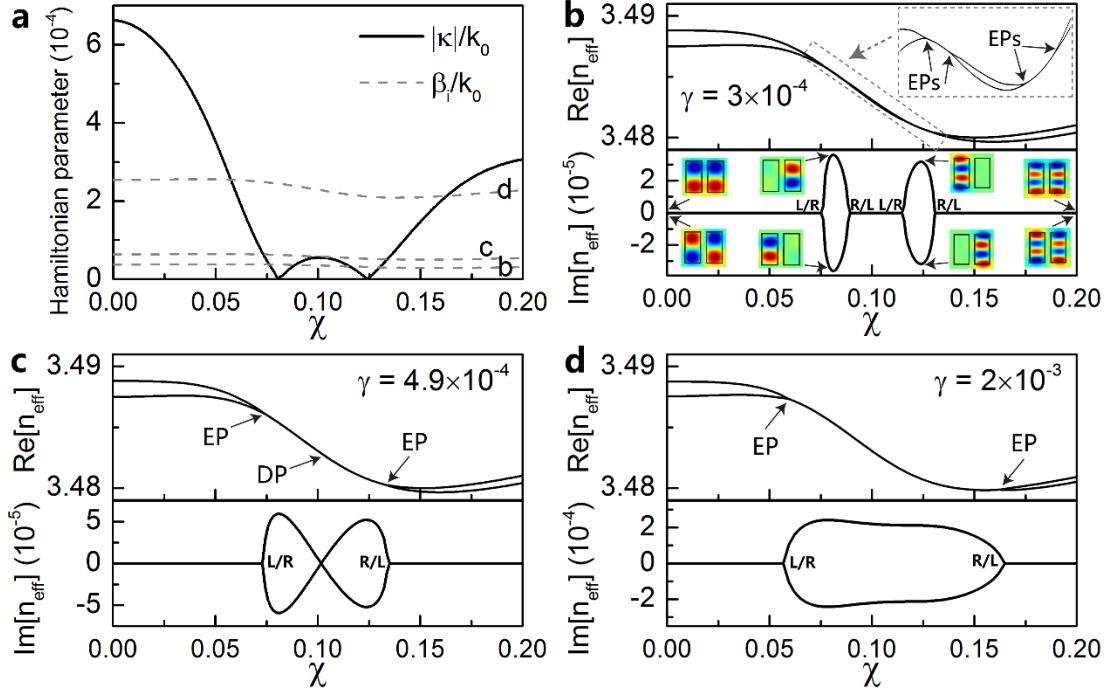 a
Hamiltonian parameter (10⁻⁴)
6
4
2
0
|κ|/k₀
βᵢ/k₀
d
c
b
0.00 0.05 0.10 0.15 0.20
χ
b
Re[n_eff]
3.49
3.48
γ = 3×10⁻⁴
EPs
EPs
Im[n_eff] (10⁻⁵)
2
0
-2
L/R R/L L/R R/L
0.00 0.05 0.10 0.15 0.20
χ
c
Re[n_eff]
3.49
3.48
γ = 4.9×10⁻⁴
EP
DP
EP
Im[n_eff] (10⁻⁵)
5
0
-5
L/R R/L
0.00 0.05 0.10 0.15 0.20
χ
d
Re[n_eff]
3.49
3.48
γ = 2×10⁻³
EP
EP
Im[n_eff] (10⁻⁴)
2
0
-2
L/R R/L
0.00 0.05 0.10 0.15 0.20
χ